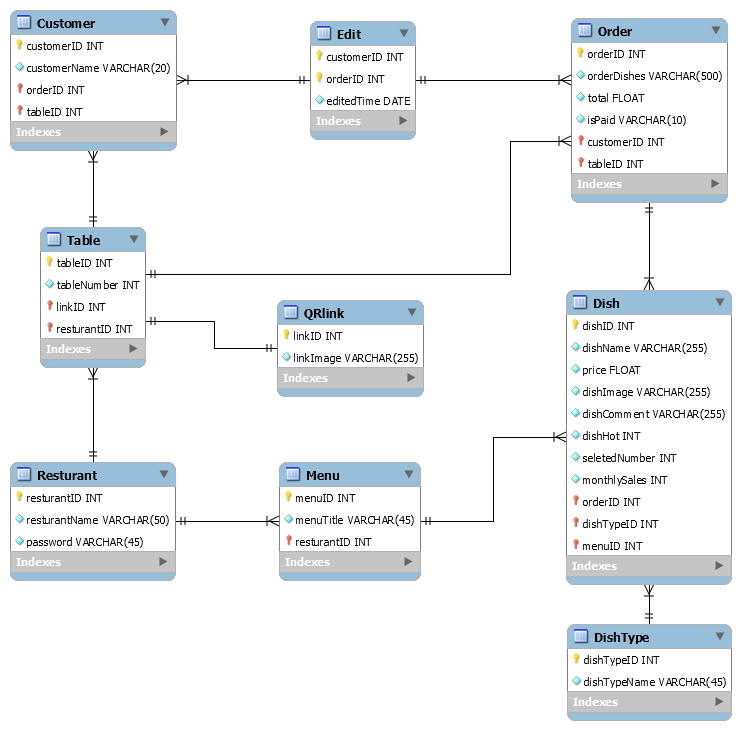 Customer
customerID INT
customerName VARCHAR(20)
orderID INT
tableID INT
Indexes
Edit
customerID INT
orderID INT
editedTime DATE
Indexes
Order
orderID INT
orderDishes VARCHAR(500)
total FLOAT
isPaid VARCHAR(10)
customerID INT
tableID INT
Indexes
Table
tableID INT
tableNumber INT
linkID INT
resturantID INT
Indexes
QRlink
linkID INT
linkImage VARCHAR(255)
Indexes
Dish
dishID INT
dishName VARCHAR(255)
price FLOAT
dishImage VARCHAR(255)
dishComment VARCHAR(255)
dishHot INT
seletedNumber INT
monthlySales INT
orderID INT
dishTypeID INT
menuID INT
Indexes
Resturant
resturantID INT
resturantName VARCHAR(50)
password VARCHAR(45)
Indexes
Menu
menuID INT
menuTitle VARCHAR(45)
resturantID INT
Indexes
DishType
dishTypeID INT
dishTypeName VARCHAR(45)
Indexes